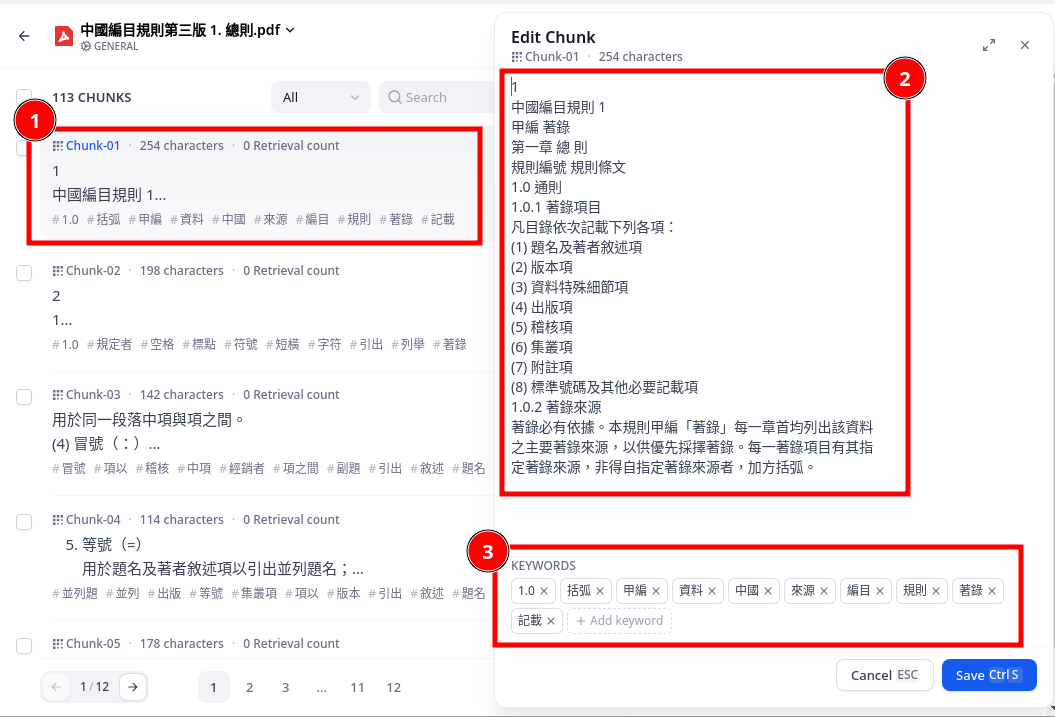 中國編目規則第三版 1. 總則.pdf
GENERAL
113 CHUNKS
All
Search
1
Chunk-01 · 254 characters · 0 Retrieval count
1
中國編目規則 1...
# 1.0 # 括弧 # 甲編 # 資料 # 中國 # 來源 # 編目 # 規則 # 著錄 # 記載
Chunk-02 · 198 characters · 0 Retrieval count
2
1...
# 1.0 # 規定者 # 空格 # 標點 # 符號 # 短橫 # 字符 # 引出 # 列舉 # 著錄
Chunk-03 · 142 characters · 0 Retrieval count
用於同一段落中項與項之間。
(4) 冒號（：）...
# 冒號 # 項以 # 稽核 # 中項 # 經銷者 # 項之間 # 副題 # 引出 # 敘述 # 題名
Chunk-04 · 114 characters · 0 Retrieval count
5. 等號（=）
用於題名及著者敘述項以引出並列題名；...
# 並列題 # 並列 # 出版 # 等號 # 集叢項 # 項以 # 版本 # 引出 # 敘述 # 題名
Chunk-05 · 178 characters · 0 Retrieval count
1 / 12
1 2 3 ... 11 12
Edit Chunk
Chunk-01 · 254 characters
2
1
中國編目規則 1
甲編 著錄
第一章 總 則
規則編號 規則條文
1.0 通則
1.0.1 著錄項目
凡目錄依次記載下列各項：
(1) 題名及著者敘述項
(2) 版本項
(3) 資料特殊細節項
(4) 出版項
(5) 稽核項
(6) 集叢項
(7) 附註項
(8) 標準號碼及其他必要記載項
1.0.2 著錄來源
著錄必有依據。本規則甲編「著錄」每一章首均列出該資料
之主要著錄來源，以供優先採擇著錄。每一著錄項目有其指
定著錄來源，非得自指定著錄來源者，加方括弧。
3
KEYWORDS
1.0 × 括弧 × 甲編 × 資料 × 中國 × 來源 × 編目 × 規則 × 著錄 ×
記載 × + Add keyword
Cancel ESC
Save Ctrl S